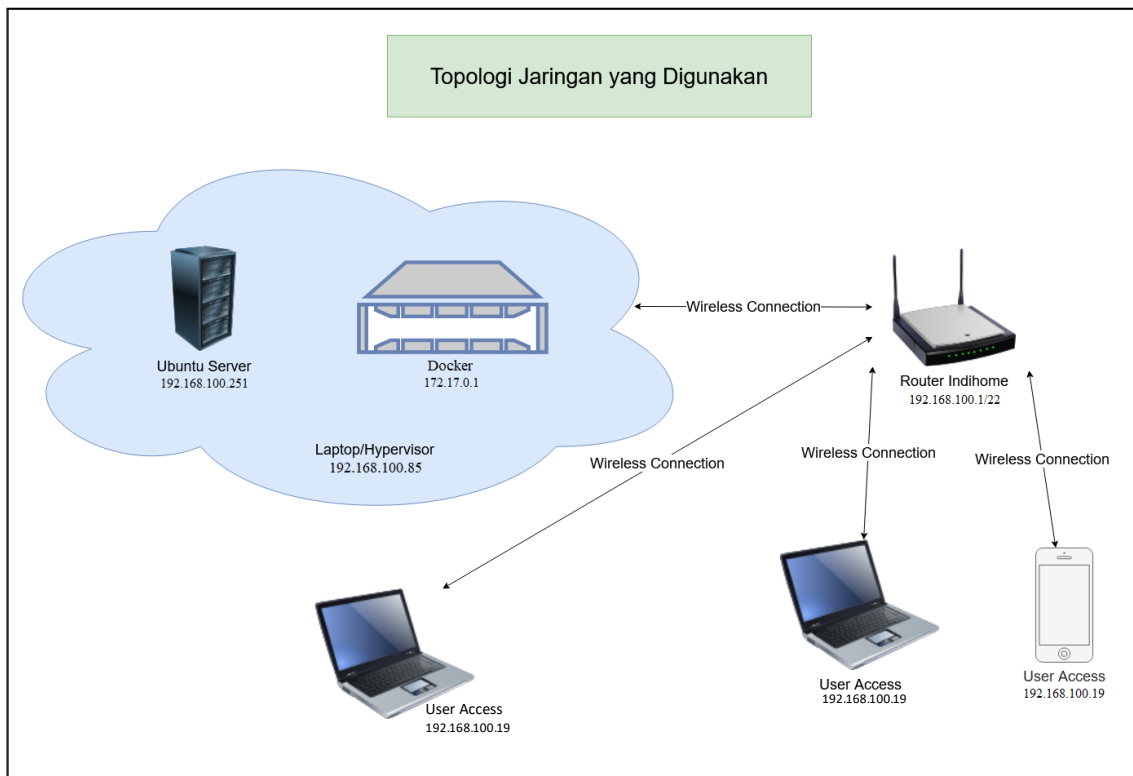 Topologi Jaringan yang Digunakan
Wireless Connection
Ubuntu Server
192.168.100.251
Docker
172.17.0.1
Router Indihome
192.168.100.1/22
Laptop/Hypervisor
192.168.100.85
Wireless Connection
Wireless Connection
Wireless Connection
User Access
192.168.100.19
User Access
192.168.100.19
User Access
192.168.100.19